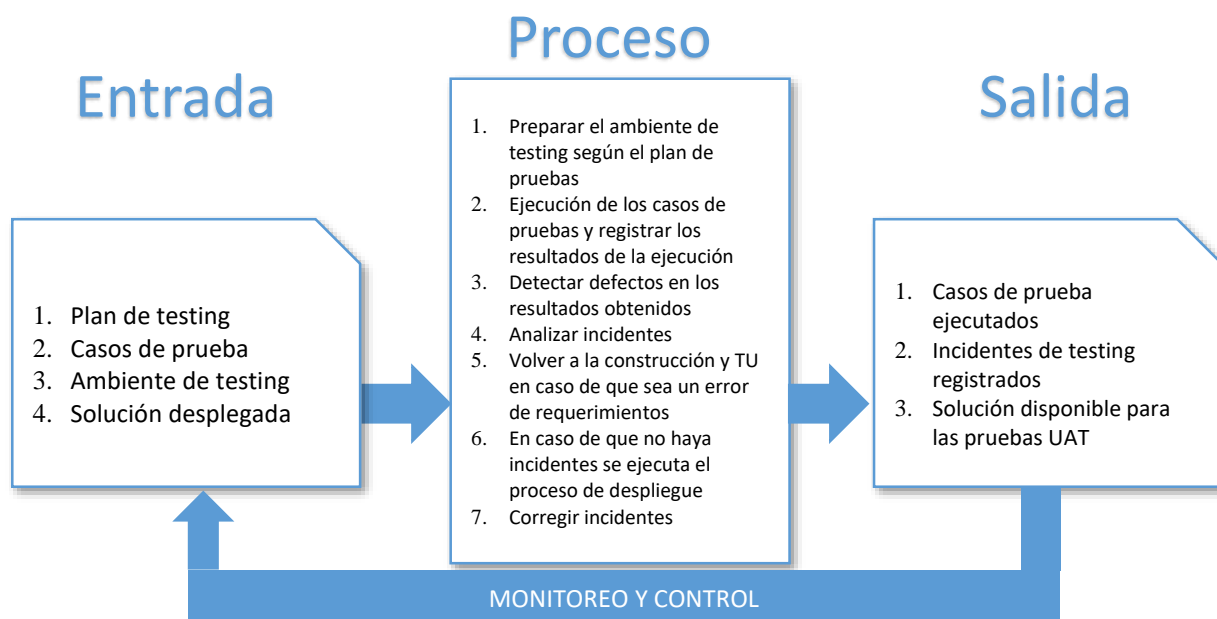 Entrada
1. Plan de testing
2. Casos de prueba
3. Ambiente de testing
4. Solución desplegada
Proceso
1. Preparar el ambiente de
testing según el plan de
pruebas
2. Ejecución de los casos de
pruebas y registrar los
resultados de la ejecución
3. Detectar defectos en los
resultados obtenidos
4. Analizar incidentes
5. Volver a la construcción y TU
en caso de que sea un error
de requerimientos
6. En caso de que no haya
incidentes se ejecuta el
proceso de despliegue
7. Corregir incidentes
Salida
1. Casos de prueba
ejecutados
2. Incidentes de testing
registrados
3. Solución disponible para
las pruebas UAT
MONITOREO Y CONTROL